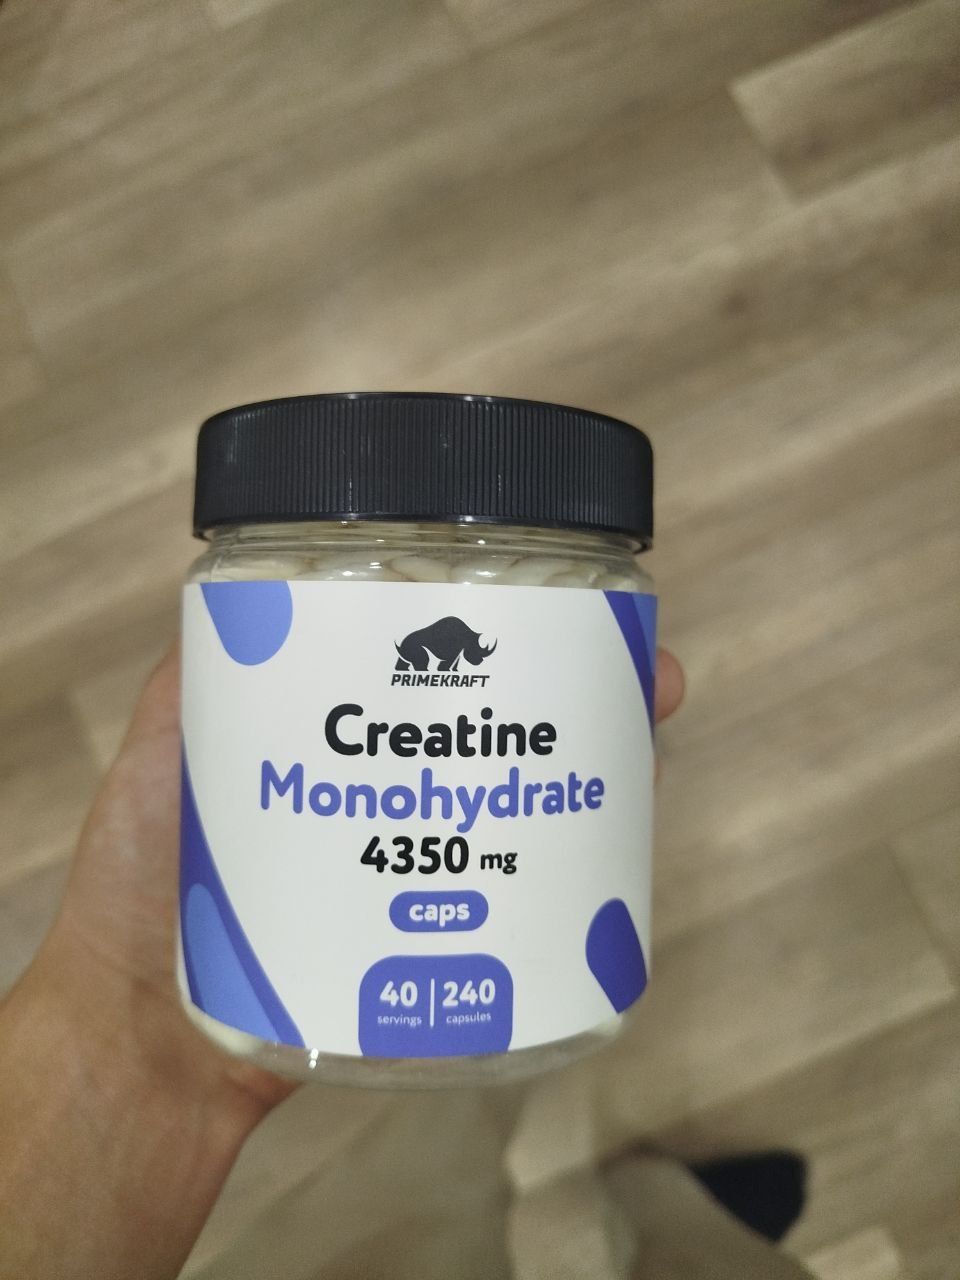 PRIMEKRAFT
Creatine
Monohydrate
4350 mg
caps
40 240
servings capsules